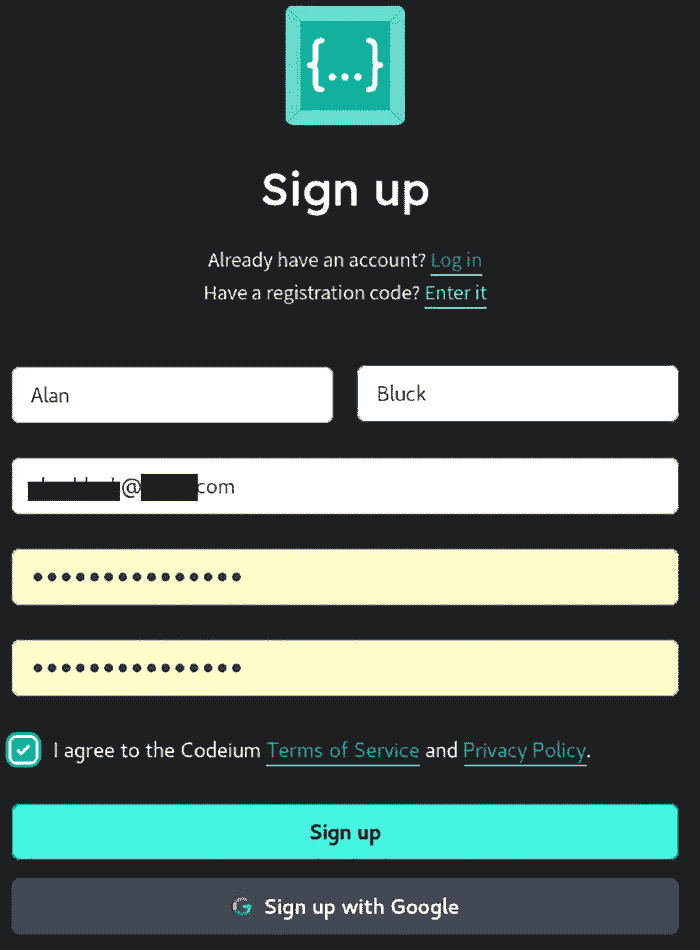 {...}
Sign up
Already have an account? Log in
Have a registration code? Enter it
Alan Bluck
@ com
I agree to the Codeium Terms of Service and Privacy Policy.
Sign up
Sign up with Google